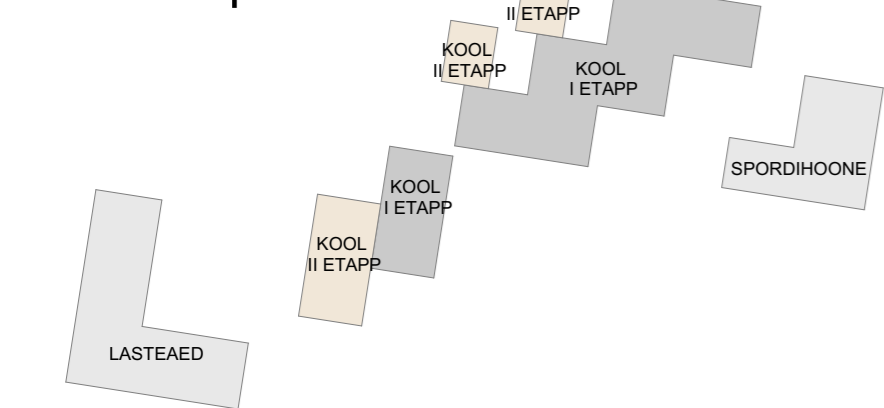 II ETAPP
KOOL
II ETAPP
KOOL
I ETAPP
SPORDIHOONE
KOOL
I ETAPP
KOOL
II ETAPP
LASTEAED